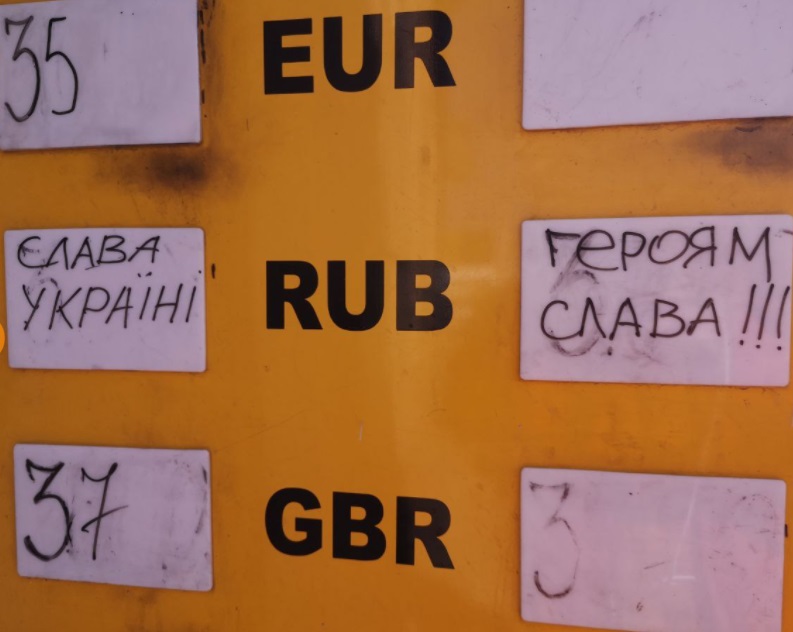 35 EUR
СЛАВА RUB ГЕРОЯМ
УКРАЇНІ СЛАВА !!!
37 GBR 3